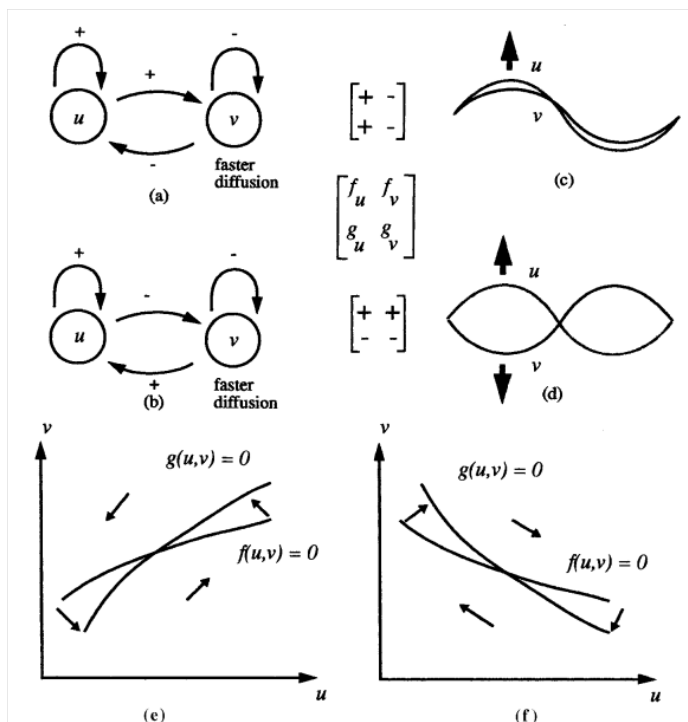 + -
+
u v
-
faster
diffusion
(a)
+ -
+ -
u
v
(c)
f_u f_v
g_u g_v
+ -
-
u v
+
faster
diffusion
(b)
+ +
- -
u
v
(d)
v
g(u,v) = 0
f(u,v) = 0
u
(e)
v
g(u,v) = 0
f(u,v) = 0
u
(f)